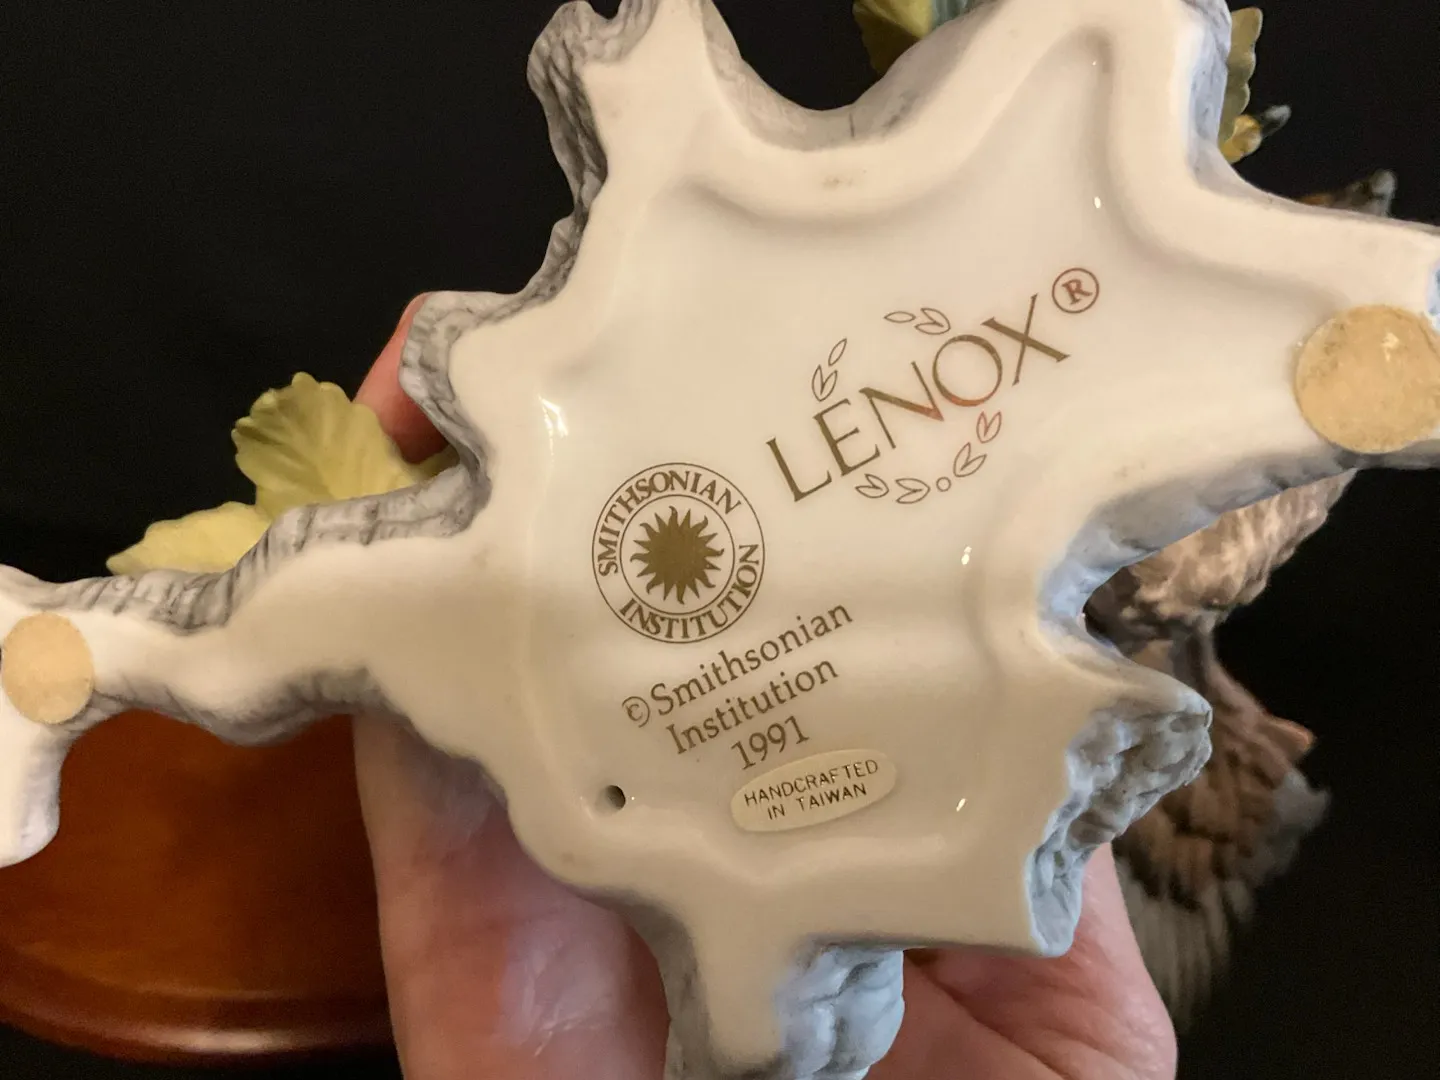 LENOX®
SMITHSONIAN
INSTITUTION
©Smithsonian
Institution
1991
HANDCRAFTED
IN TAIWAN